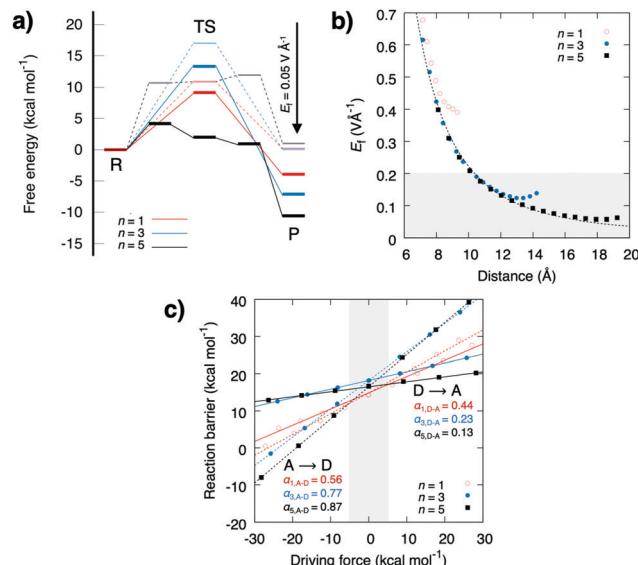 a)
TS
Free energy (kcal mol⁻¹)
20
15
10
5
0
-5
-10
-15
R
P
E_f = 0.05 V Å⁻¹
n = 1
n = 3
n = 5
b)
E_f (VÅ⁻¹)
0.7
0.6
0.5
0.4
0.3
0.2
0.1
0
6 8 10 12 14 16 18 20
Distance (Å)
n = 1
n = 3
n = 5
c)
Reaction barrier (kcal mol⁻¹)
40
30
20
10
0
-10
-20
D → A
α1,D-A = 0.44
α3,D-A = 0.23
α5,D-A = 0.13
A → D
α1,A-D = 0.56
α3,A-D = 0.77
α5,A-D = 0.87
n = 1
n = 3
n = 5
-30 -20 -10 0 10 20 30
Driving force (kcal mol⁻¹)